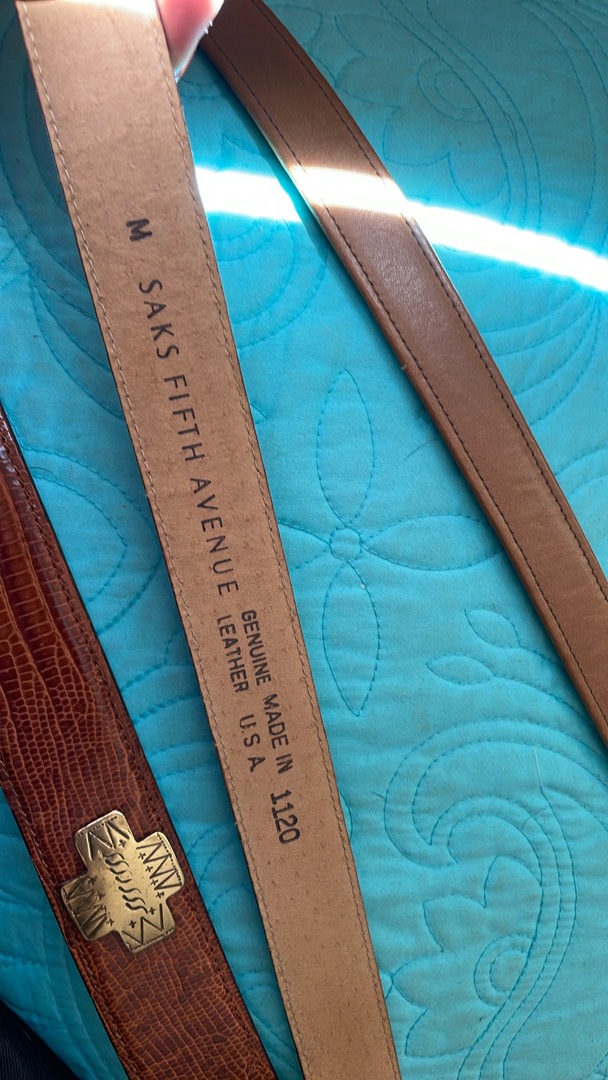 M SAKS FIFTH AVENUE
GENUINE MADE IN 1120
LEATHER U.S.A